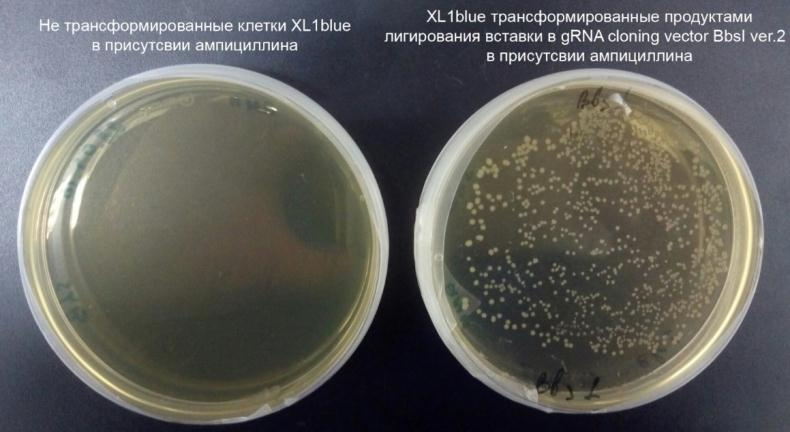 Не трансформированные клетки XL1blue
в присутсвии ампициллина
XL1blue трансформированные продуктами
лигирования вставки в gRNA cloning vector BbsI ver.2
в присутсвии ампициллина
Bbs I